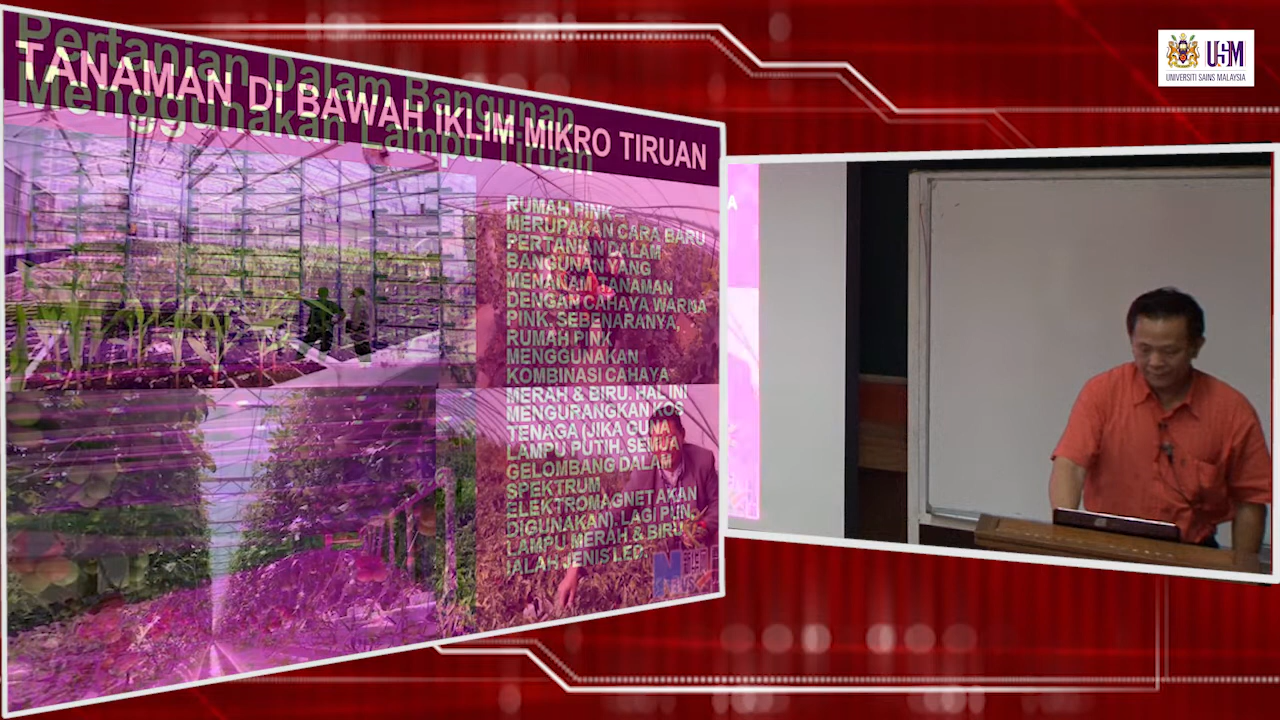 Pertanian Dalam Bangunan
Menggunakan Lampu Tiruan
TANAMAN DI BAWAH IKLIM MIKRO TIRUAN
RUMAH PINK –
MERUPAKAN CARA BARU
PERTANIAN DALAM
BANGUNAN YANG
MENANAM TANAMAN
DENGAN CAHAYA WARNA
PINK. SEBENARANYA,
RUMAH PINK
MENGGUNAKAN
KOMBINASI CAHAYA
MERAH & BIRU. HAL INI
MENGURANGKAN KOS
TENAGA (JIKA GUNA
LAMPU PUTIH, SEMUA
GELOMBANG DALAM
SPEKTRUM
ELEKTROMAGNET AKAN
DIGUNAKAN). LAGI PUN,
LAMPU MERAH & BIRU
IALAH JENIS LED.
NEWS
A
USM
UNIVERSITI SAINS MALAYSIA